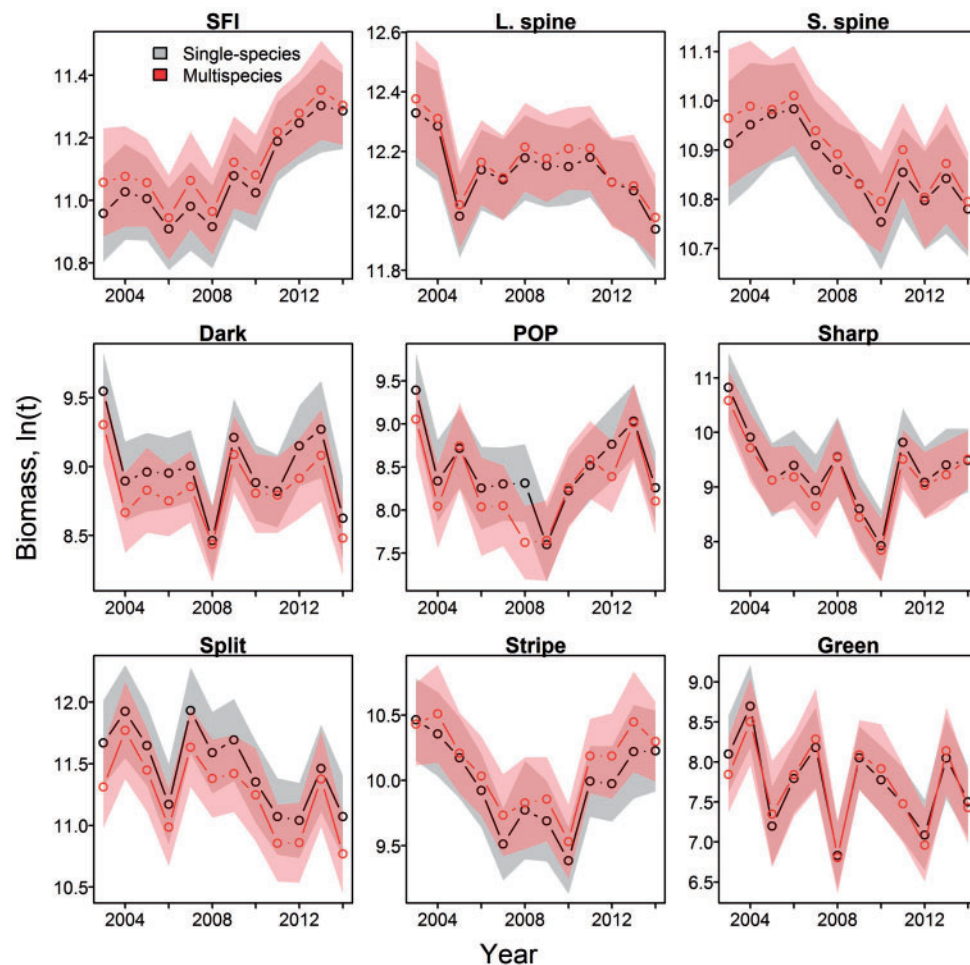 SFI
L. spine
S. spine
Single-species
Multispecies
11.4
11.2
11.0
10.8
12.6
12.4
12.2
12.0
11.8
11.1
11.0
10.9
10.8
10.7
2004 2008 2012
2004 2008 2012
2004 2008 2012
Dark
POP
Sharp
9.5
9.0
8.5
9.5
9.0
8.5
8.0
7.5
11
10
9
8
2004 2008 2012
2004 2008 2012
2004 2008 2012
Biomass, ln(t)
Split
Stripe
Green
12.0
11.5
11.0
10.5
10.5
10.0
9.5
9.0
8.5
8.0
7.5
7.0
6.5
2004 2008 2012
2004 2008 2012
2004 2008 2012
Year